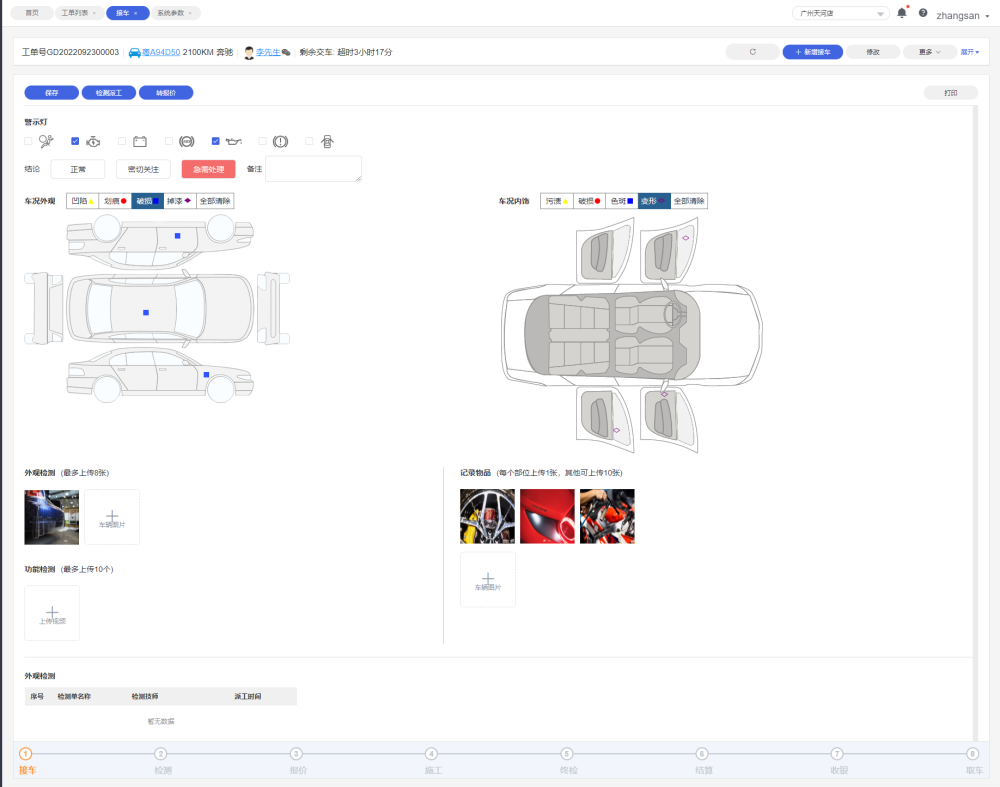 首页 工单列表 × 接车 × 系统参数 × 广州天河店 zhangsan
工单号GD2022092300003 粤A94D50 2100KM 奔驰 李先生 剩余交车: 超时3小时17分 + 新增接车 修改 更多 展开
保存 检测派工 转报价 打印
警示灯
结论 正常 密切关注 急需处理 备注
车况外观 凹陷 划痕 破损 掉漆 全部清除
车况内饰 污渍 破损 色斑 变形 全部清除
外观检测 (最多上传8张)
车辆图片
功能检测 (最多上传10个)
上传视频
记录物品 (每个部位上传1张，其他可上传10张)
车辆图片
外观检测
序号 检测单名称 检测技师 派工时间
暂无数据
1 2 3 4 5 6 7 8
接车 检测 报价 施工 终检 结算 收银 取车